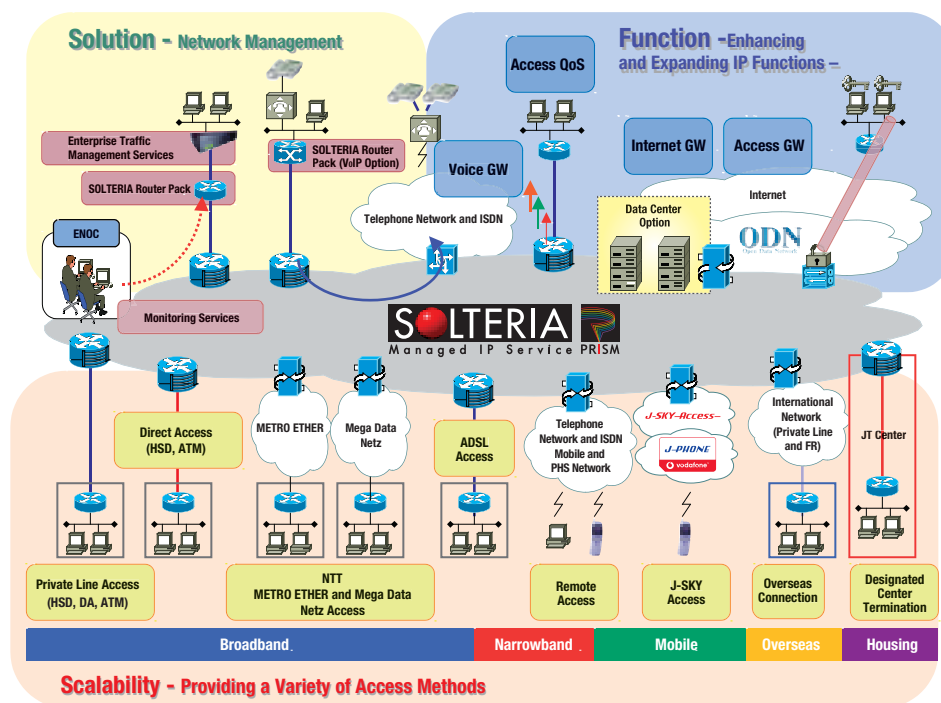 Solution - Network Management
Function -Enhancing
and Expanding IP Functions –
Access QoS
Enterprise Traffic
Management Services
SOLTERIA Router
Pack (VoIP Option)
Voice GW
Internet GW
Access GW
SOLTERIA Router Pack
Telephone Network and ISDN
Internet
Data Center
Option
ENOC
ODN
Open Data Network
Monitoring Services
SOLTERIA
Managed IP Service PRISM
Direct Access
(HSD, ATM)
METRO ETHER
Mega Data
Netz
ADSL
Access
Telephone
Network and ISDN
Mobile and
PHS Network
J-SKY Access
J-PHONE
vodafone
International
Network
(Private Line
and FR)
JT Center
Private Line Access
(HSD, DA, ATM)
NTT
METRO ETHER and Mega Data
Netz Access
Remote
Access
J-SKY
Access
Overseas
Connection
Designated
Center
Termination
Broadband
Narrowband
Mobile
Overseas
Housing
Scalability - Providing a Variety of Access Methods